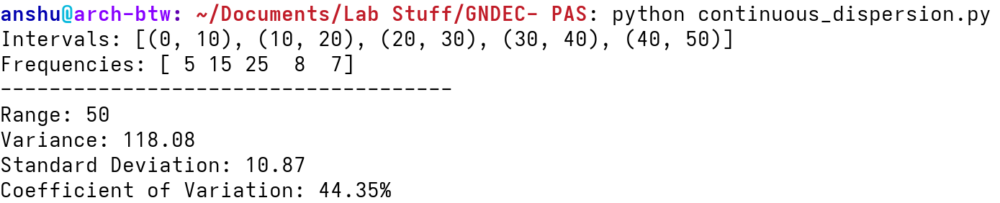 anshu@arch-btw: ~/Documents/Lab Stuff/GNDEC- PAS: python continuous_dispersion.py
Intervals: [(0, 10), (10, 20), (20, 30), (30, 40), (40, 50)]
Frequencies: [ 5 15 25  8  7]
-------------------------------------
Range: 50
Variance: 118.08
Standard Deviation: 10.87
Coefficient of Variation: 44.35%